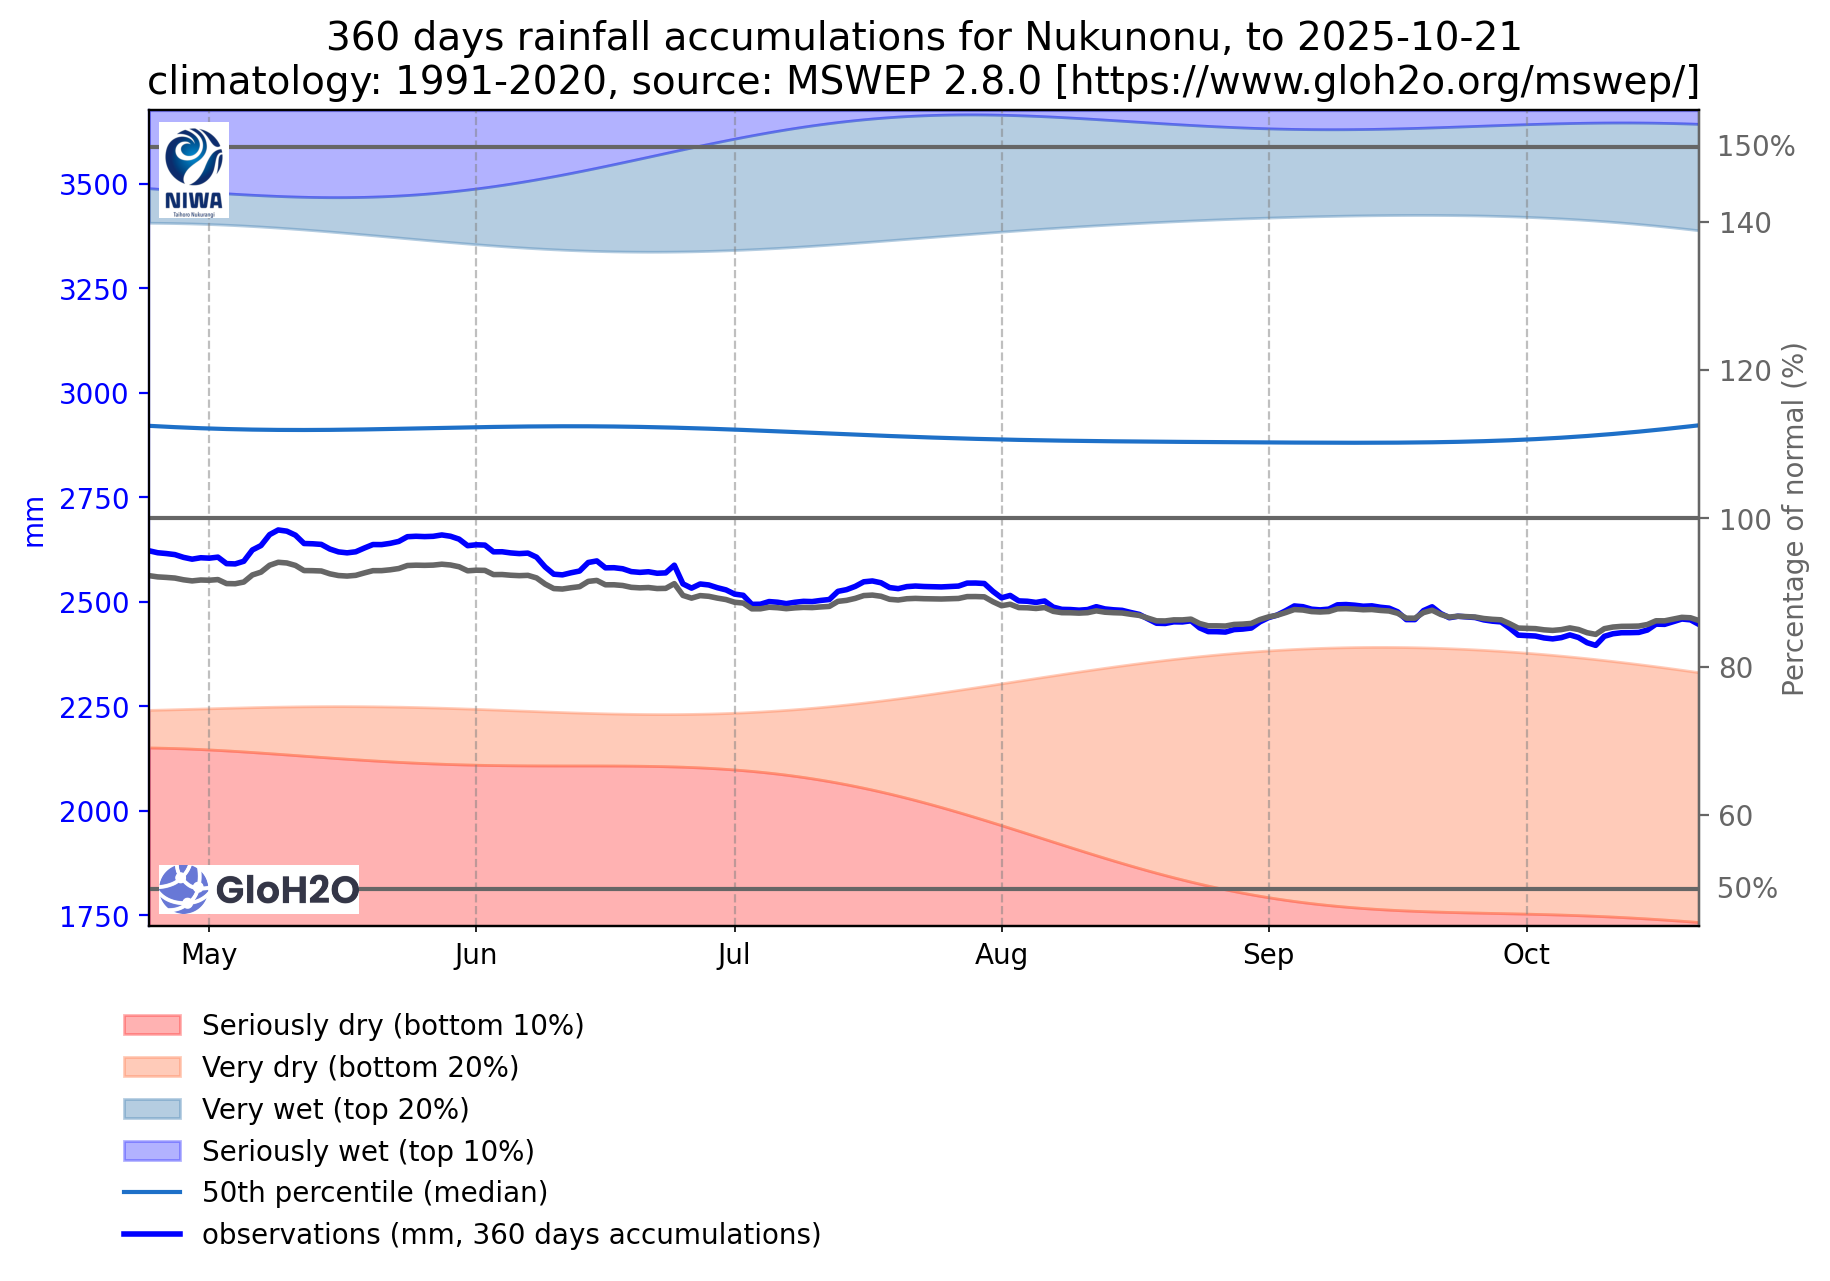 360 days rainfall accumulations for Nukunonu, to 2025-10-21
climatology: 1991-2020, source: MSWEP 2.8.0 [https://www.gloh2o.org/mswep/]
NIWA
Taihoro Nukurangi
3500
3250
3000
2750
2500
2250
2000
1750
mm
150%
140
120
100
80
60
50%
Percentage of normal (%)
GloH2O
May
Jun
Jul
Aug
Sep
Oct
Seriously dry (bottom 10%)
Very dry (bottom 20%)
Very wet (top 20%)
Seriously wet (top 10%)
50th percentile (median)
observations (mm, 360 days accumulations)